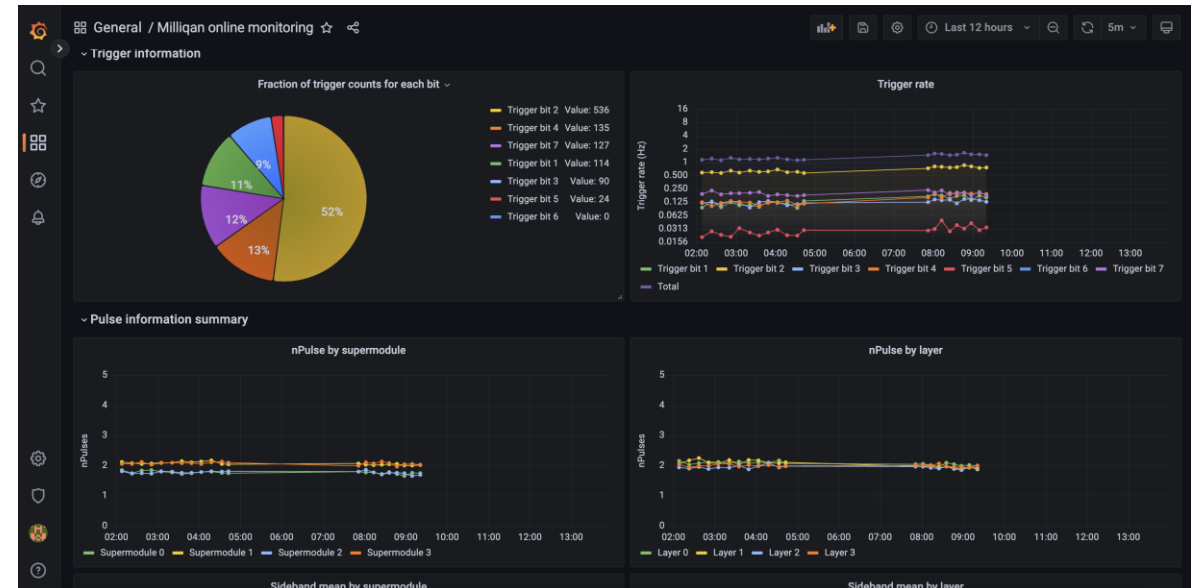 General / Milliqan online monitoring
Last 12 hours
5m
Trigger information
Fraction of trigger counts for each bit
52%
13%
12%
11%
9%
Trigger bit 2 Value: 536
Trigger bit 4 Value: 135
Trigger bit 7 Value: 127
Trigger bit 1 Value: 114
Trigger bit 3 Value: 90
Trigger bit 5 Value: 24
Trigger bit 6 Value: 0
Trigger rate
Trigger rate (Hz)
16
8
4
2
1
0.500
0.250
0.125
0.0625
0.0313
0.0156
02:00 03:00 04:00 05:00 06:00 07:00 08:00 09:00 10:00 11:00 12:00 13:00
Trigger bit 1 Trigger bit 2 Trigger bit 3 Trigger bit 4 Trigger bit 5 Trigger bit 6 Trigger bit 7
Total
Pulse information summary
nPulse by supermodule
nPulses
5
4
3
2
1
0
02:00 03:00 04:00 05:00 06:00 07:00 08:00 09:00 10:00 11:00 12:00 13:00
Supermodule 0 Supermodule 1 Supermodule 2 Supermodule 3
nPulse by layer
nPulses
5
4
3
2
1
0
02:00 03:00 04:00 05:00 06:00 07:00 08:00 09:00 10:00 11:00 12:00 13:00
Layer 0 Layer 1 Layer 2 Layer 3
Sideband mean by supermodule
Sideband mean by layer